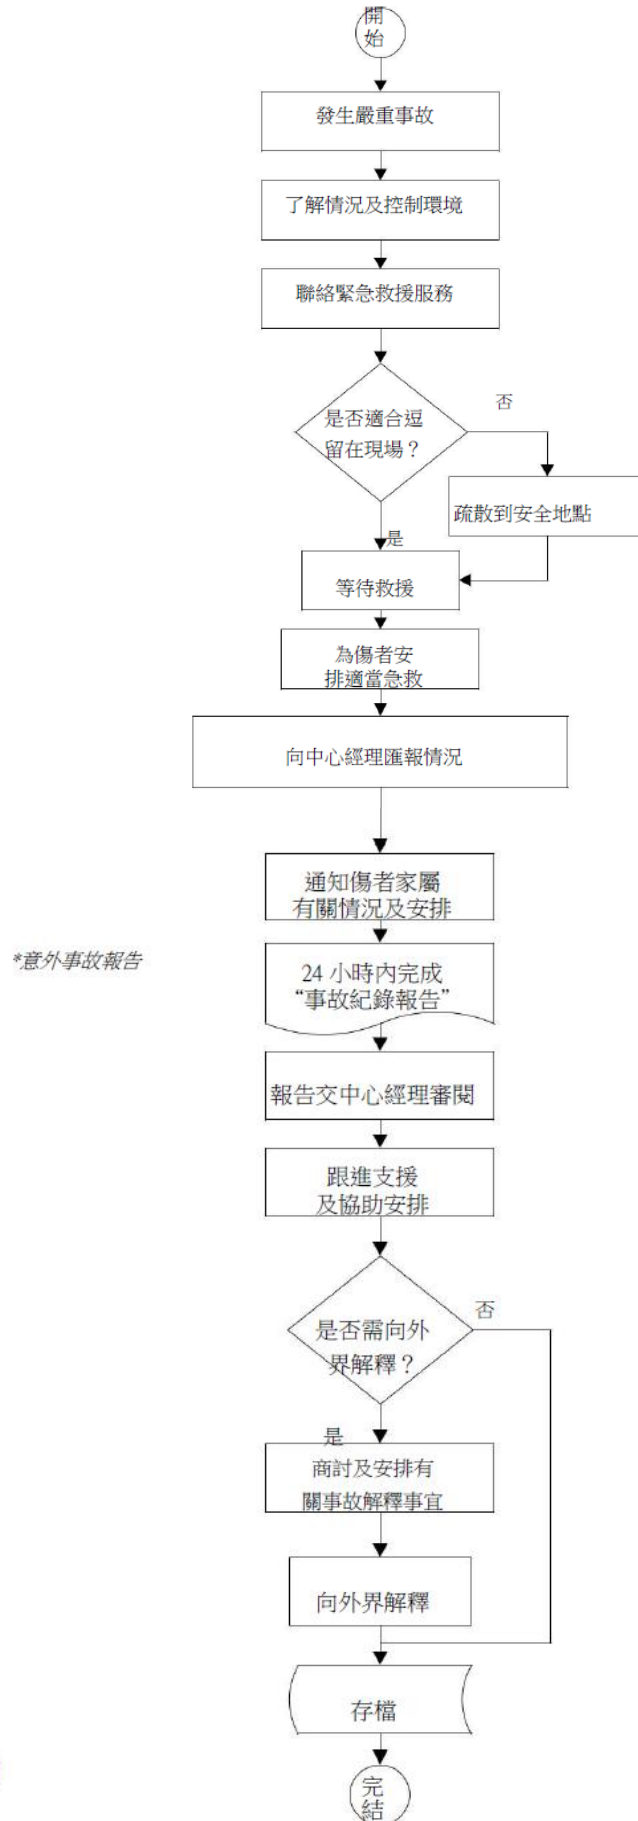 開
始
發生嚴重事故
了解情況及控制環境
聯絡緊急救援服務
是否適合逗
留在現場？
否
疏散到安全地點
是
等待救援
為傷者安
排適當急救
向中心經理匯報情況
通知傷者家屬
有關情況及安排
*意外事故報告
24 小時內完成
“事故紀錄報告”
報告交中心經理審閱
跟進支援
及協助安排
是否需向外
界解釋？
否
是
商討及安排有
關事故解釋事宜
向外界解釋
存檔
完
結